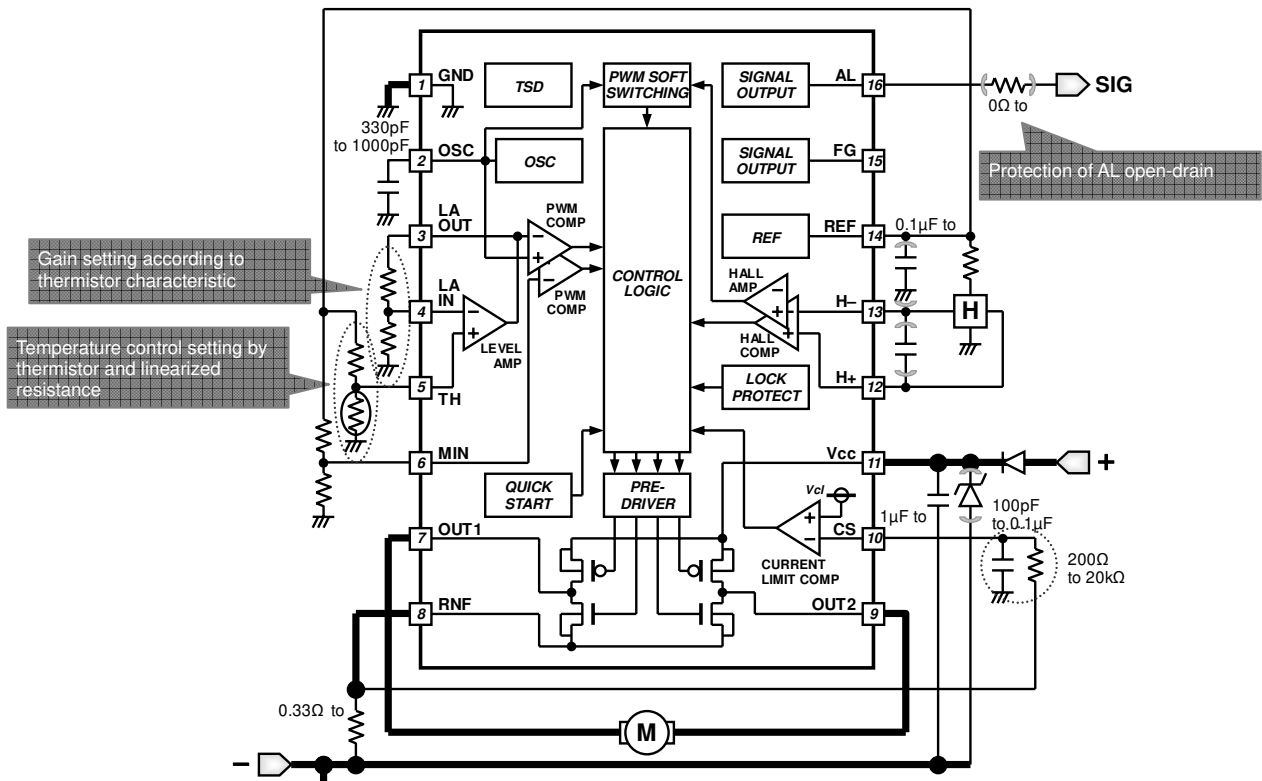 1
GND
TSD
PWM SOFT
SWITCHING
SIGNAL
OUTPUT
AL
16
SIG
0Ω to
330pF
to 1000pF
2
OSC
OSC
SIGNAL
OUTPUT
FG
15
Protection of AL open-drain
LA
OUT
3
PWM
COMP
−
+
REF
REF
14
0.1µF to
Gain setting according to
thermistor characteristic
CONTROL
LOGIC
−
PWM
COMP
HALL
AMP
−
+
H–
13
H
LA
IN
4
−
+
LEVEL
AMP
−
+
HALL
COMP
Temperature control setting by
thermistor and linearized
resistance
5
TH
LOCK
PROTECT
H+
12
6
MIN
Vcc
11
+
QUICK
START
PRE-
DRIVER
Vcl
1µF to
100pF
to 0.1µF
7
OUT1
+
−
CS
10
CURRENT
LIMIT COMP
200Ω
to 20kΩ
8
RNF
OUT2
9
0.33Ω to
M
−